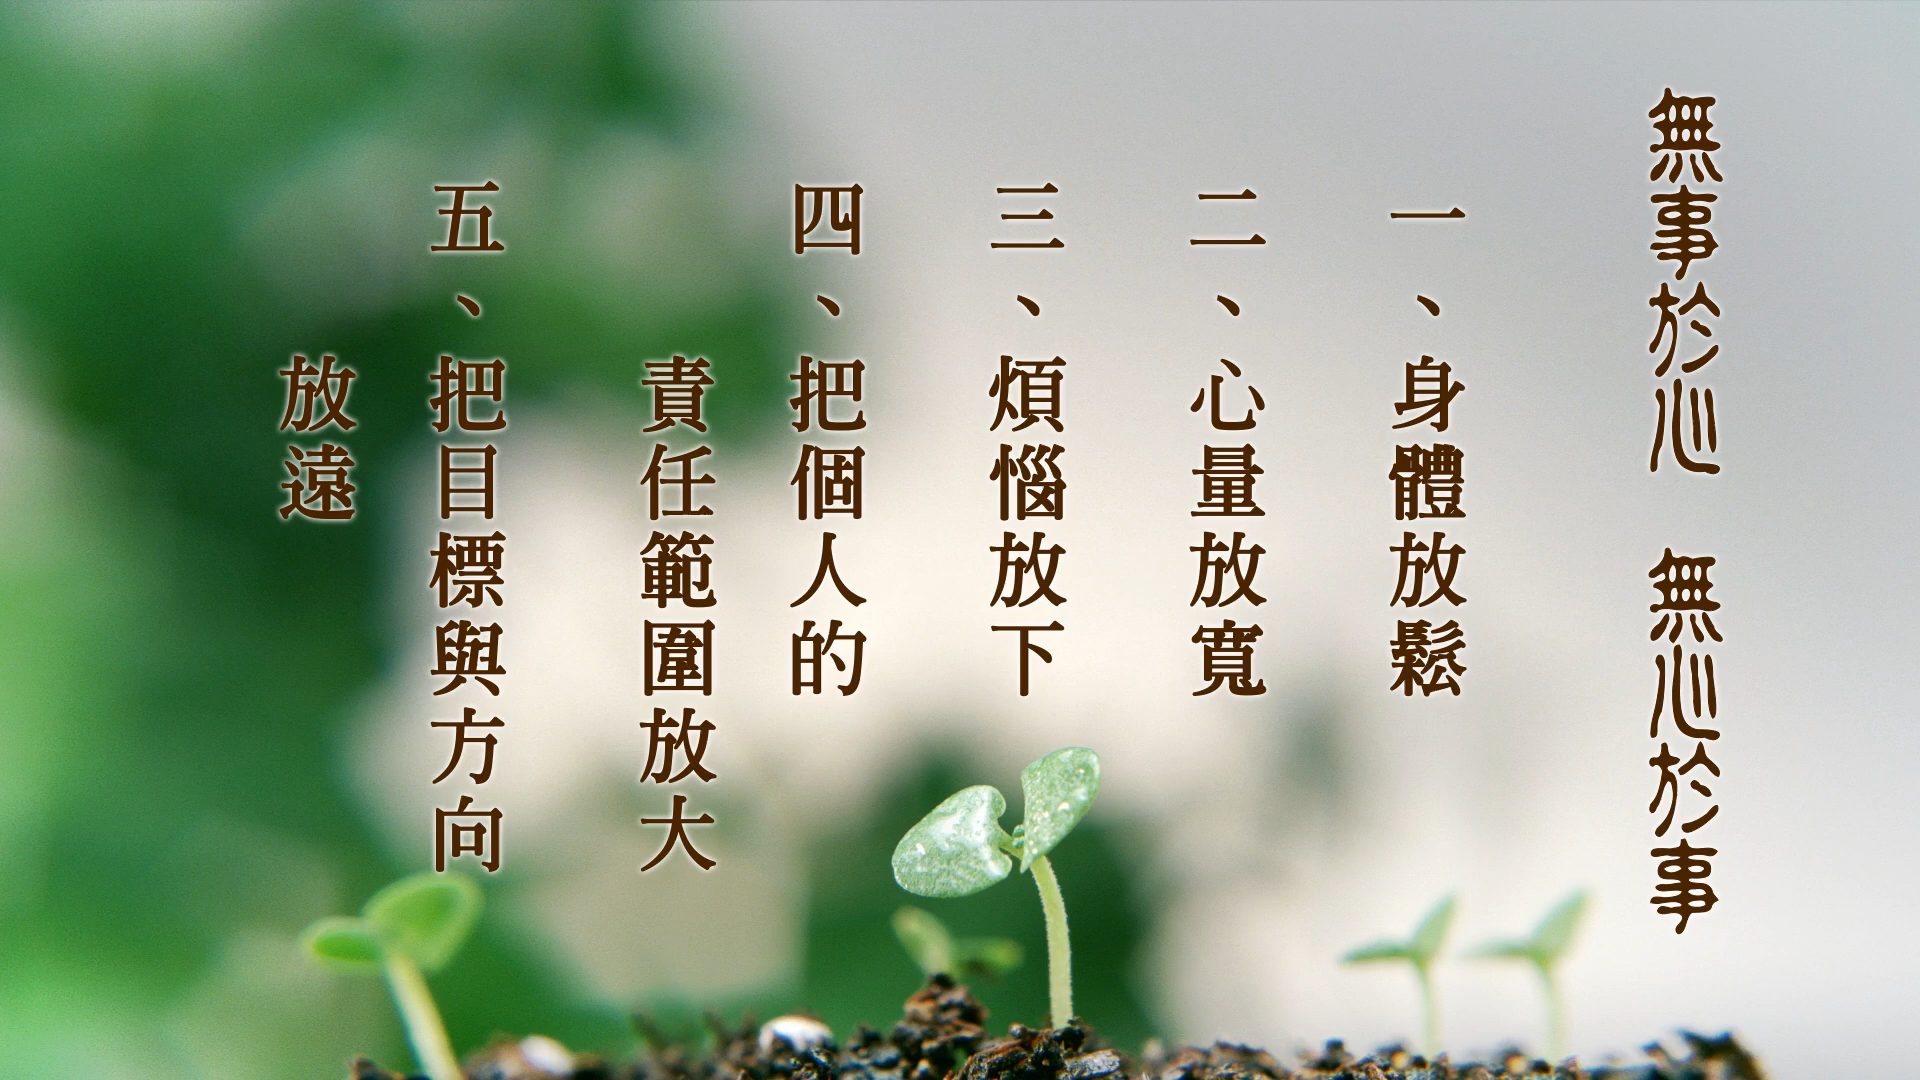 無事於心　無心於事
一、身體放鬆
二、心量放寬
三、煩惱放下
四、把個人的
責任範圍放大
五、把目標與方向
放遠